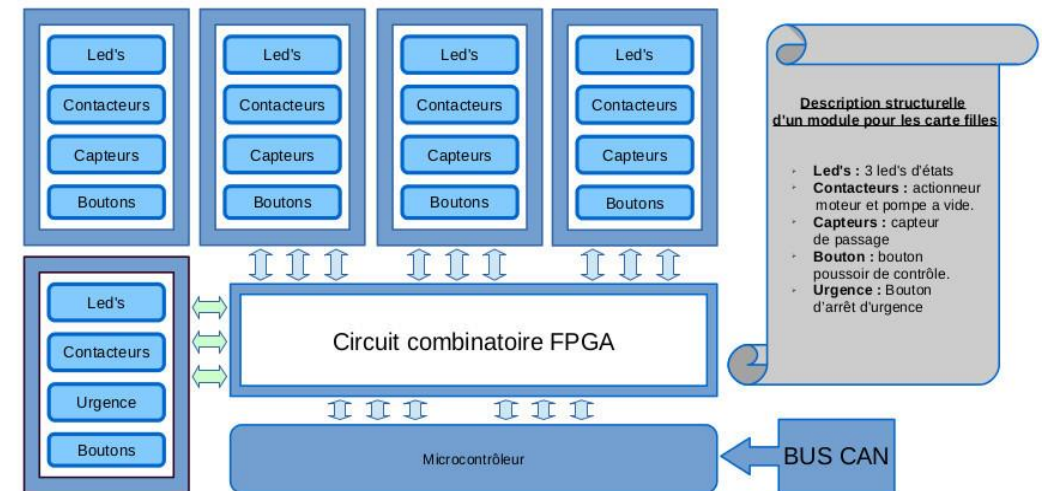 Led's
Contacteurs
Capteurs
Boutons
Led's
Contacteurs
Capteurs
Boutons
Led's
Contacteurs
Capteurs
Boutons
Led's
Contacteurs
Capteurs
Boutons
Description structurelle
d'un module pour les carte filles
Led's : 3 led's d'états
Contacteurs : actionneur
moteur et pompe a vide.
Capteurs : capteur
de passage
Bouton : bouton
poussoir de contrôle.
Urgence : Bouton
d'arrêt d'urgence
Led's
Contacteurs
Urgence
Boutons
Circuit combinatoire FPGA
Microcontrôleur
BUS CAN